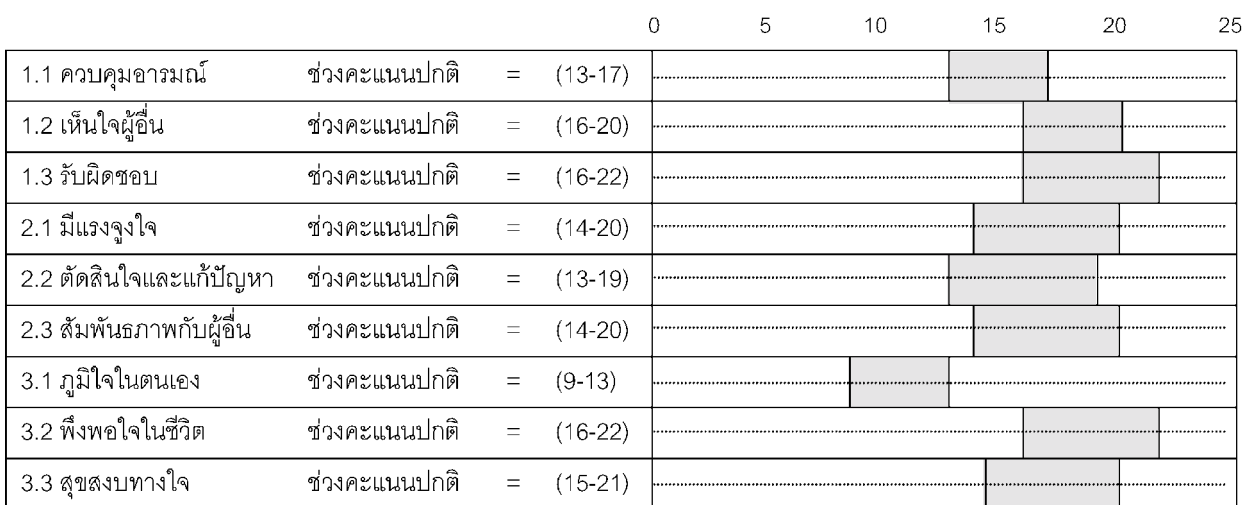 0 5 10 15 20 25
1.1 ควบคุมอารมณ์ ช่วงคะแนนปกติ = (13-17)
1.2 เห็นใจผู้อื่น ช่วงคะแนนปกติ = (16-20)
1.3 รับผิดชอบ ช่วงคะแนนปกติ = (16-22)
2.1 มีแรงจูงใจ ช่วงคะแนนปกติ = (14-20)
2.2 ตัดสินใจและแก้ปัญหา ช่วงคะแนนปกติ = (13-19)
2.3 สัมพันธภาพกับผู้อื่น ช่วงคะแนนปกติ = (14-20)
3.1 ภูมิใจในตนเอง ช่วงคะแนนปกติ = (9-13)
3.2 พึงพอใจในชีวิต ช่วงคะแนนปกติ = (16-22)
3.3 สุขสงบทางใจ ช่วงคะแนนปกติ = (15-21)